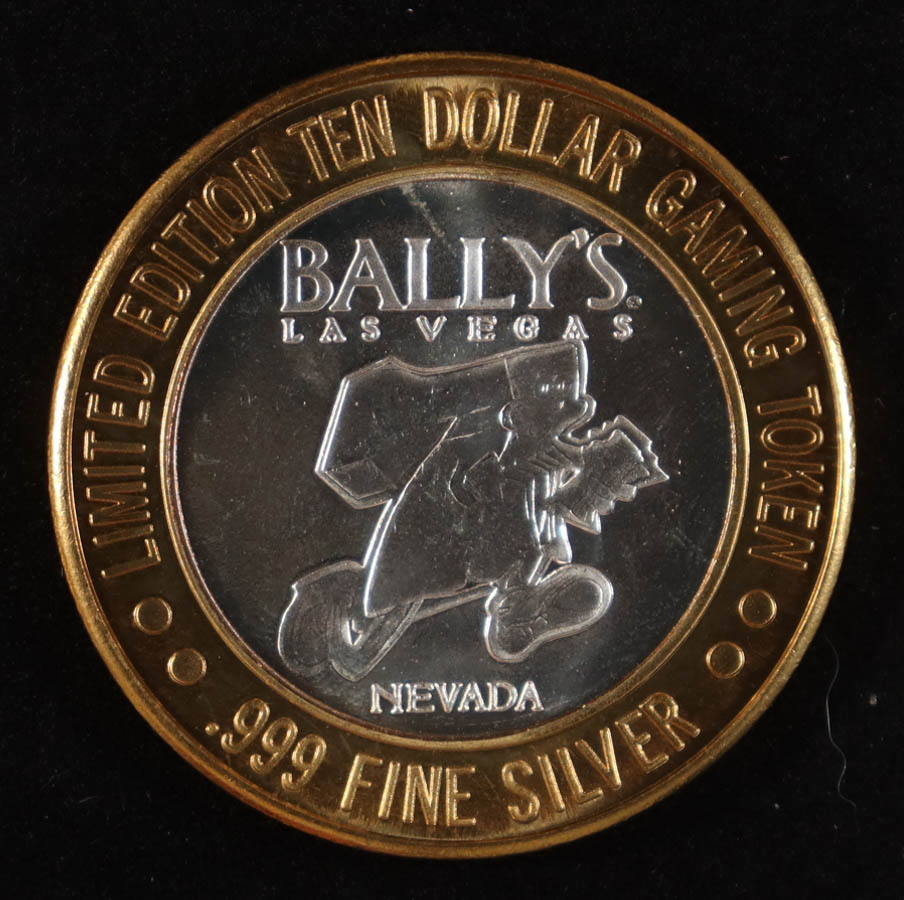 LIMITED EDITION TEN DOLLAR GAMING TOKEN
BALLY'S®
LAS VEGAS
NEVADA
.999 FINE SILVER